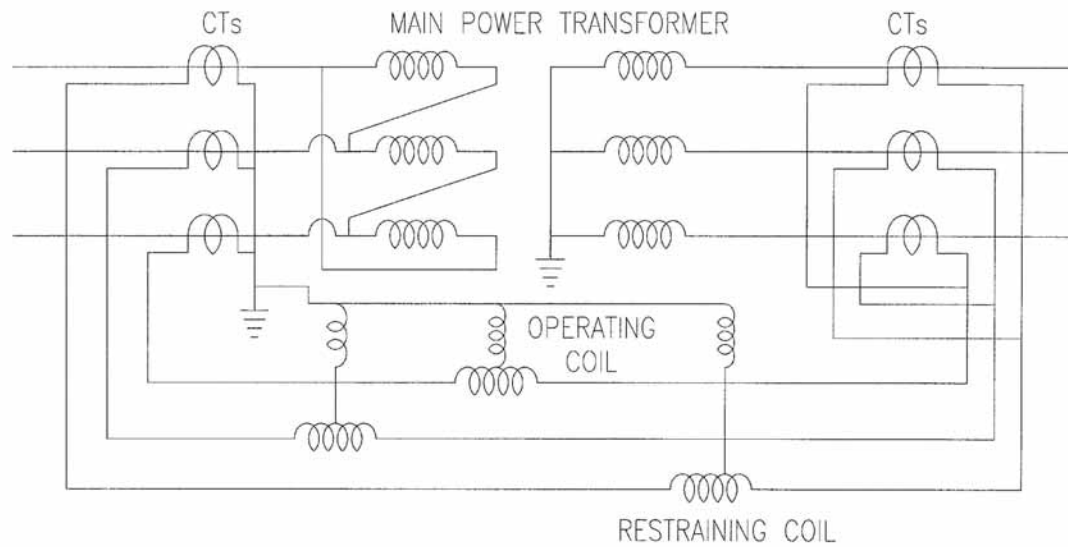 CTs
MAIN POWER TRANSFORMER
CTs
OPERATING
COIL
RESTRAINING COIL